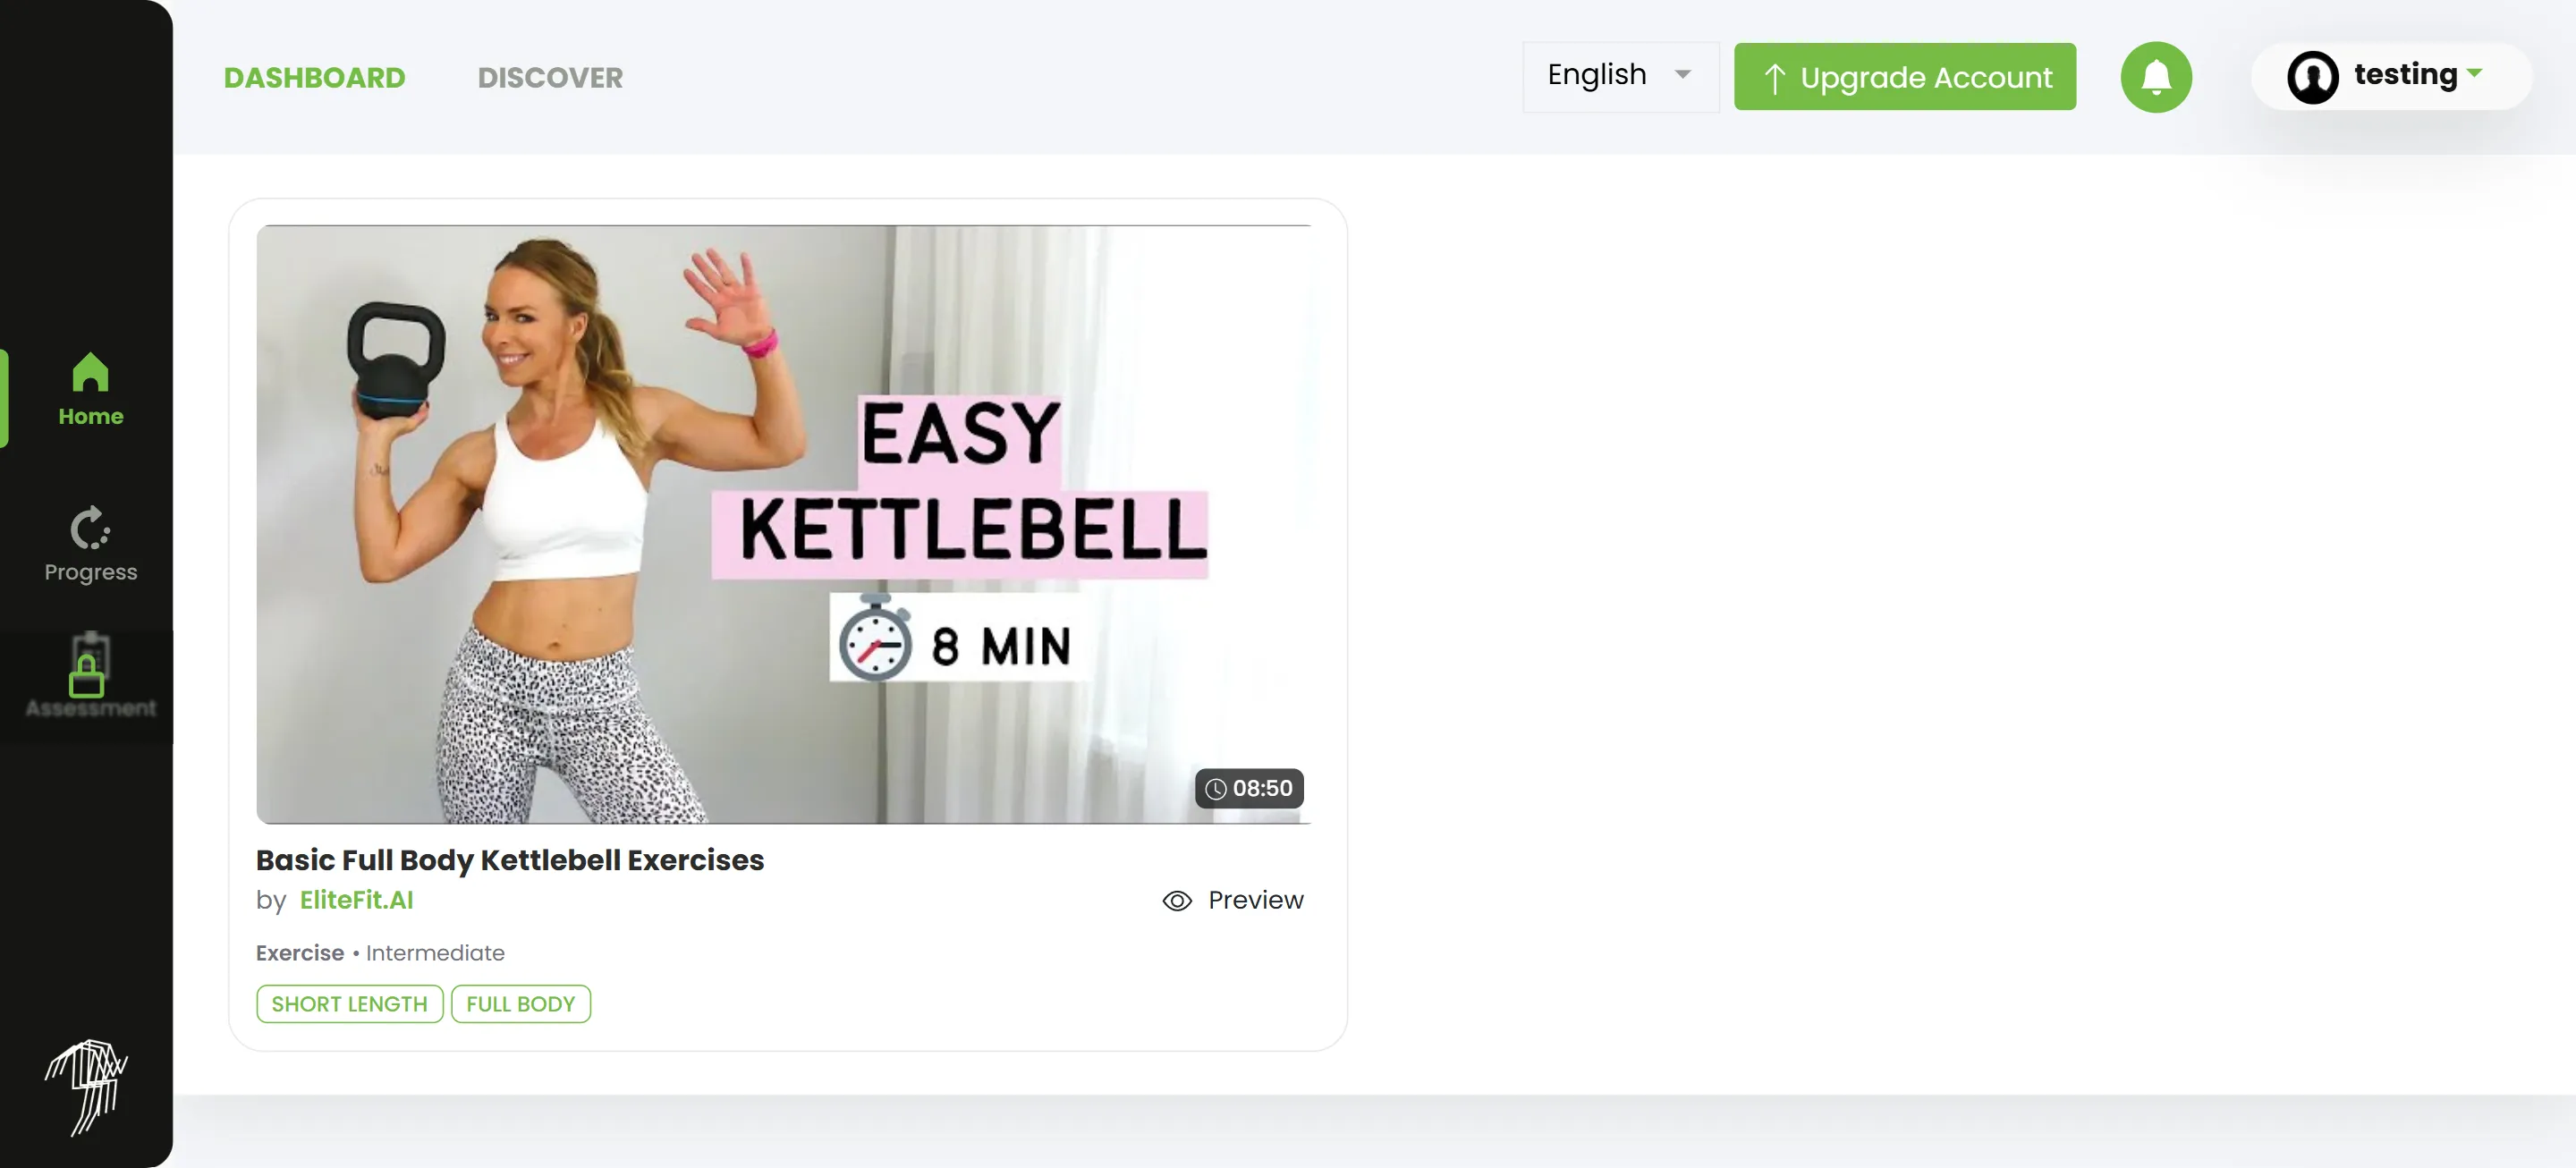 DASHBOARD DISCOVER English Upgrade Account testing
Home
Progress
Assessment
EASY
KETTLEBELL
8 MIN
08:50
Basic Full Body Kettlebell Exercises
by EliteFit.AI Preview
Exercise • Intermediate
SHORT LENGTH FULL BODY